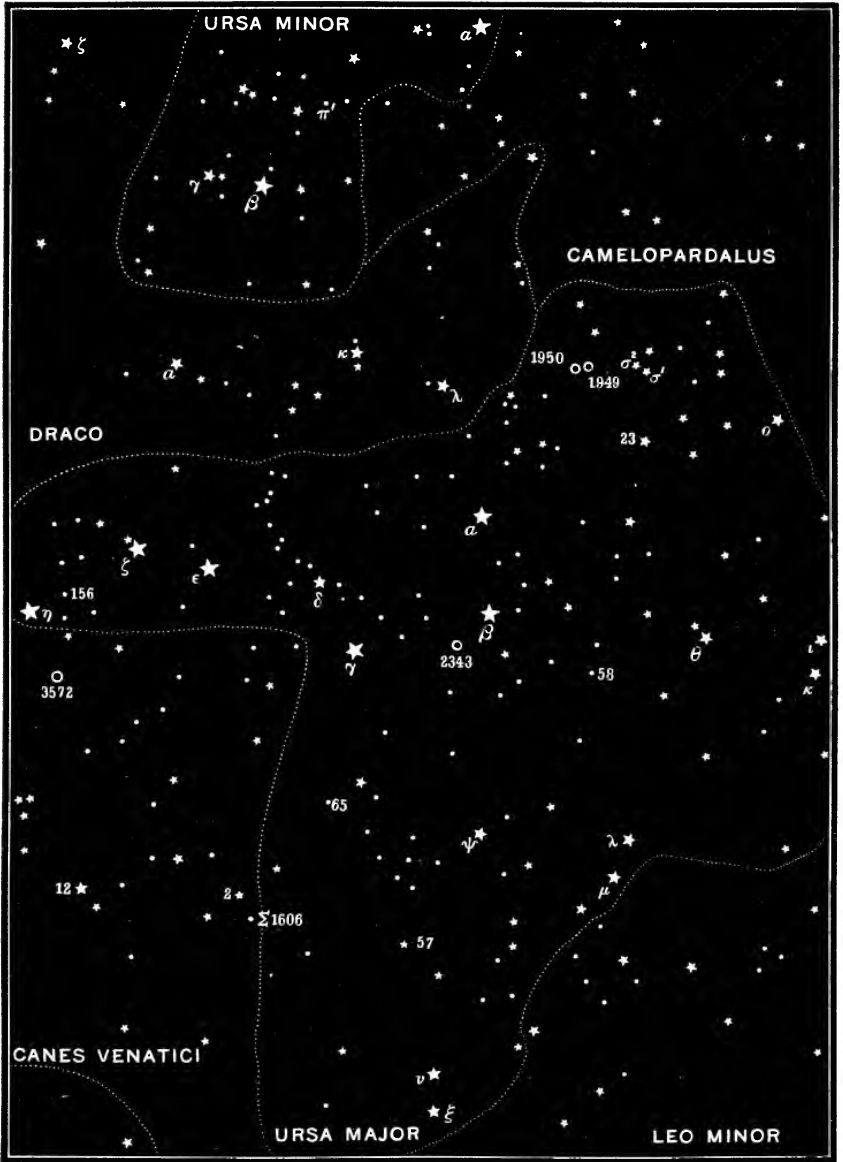 URSA MINOR
α
ζ
π'
γ
β
CAMELOPARDALUS
κ
1950
σ²
σ¹
1949
α
λ
ο
DRACO
23
α
ζ
ε
δ
156
η
β
θ
ι
γ
2343
58
κ
3572
65
ψ
λ
12
2
μ
Σ 1606
57
CANES VENATICI
υ
ξ
URSA MAJOR
LEO MINOR